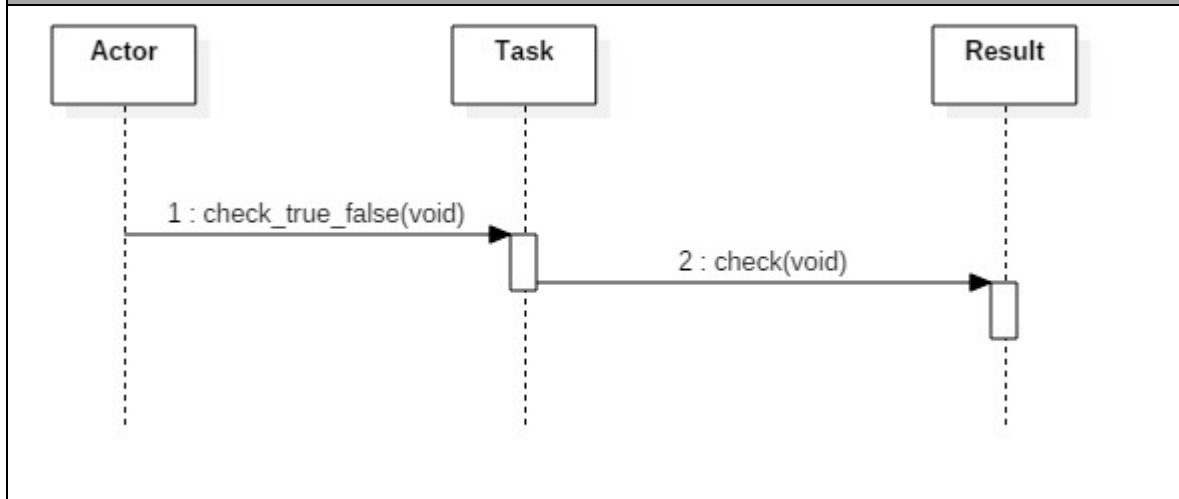 Actor
Task
Result
1 : check_true_false(void)
2 : check(void)